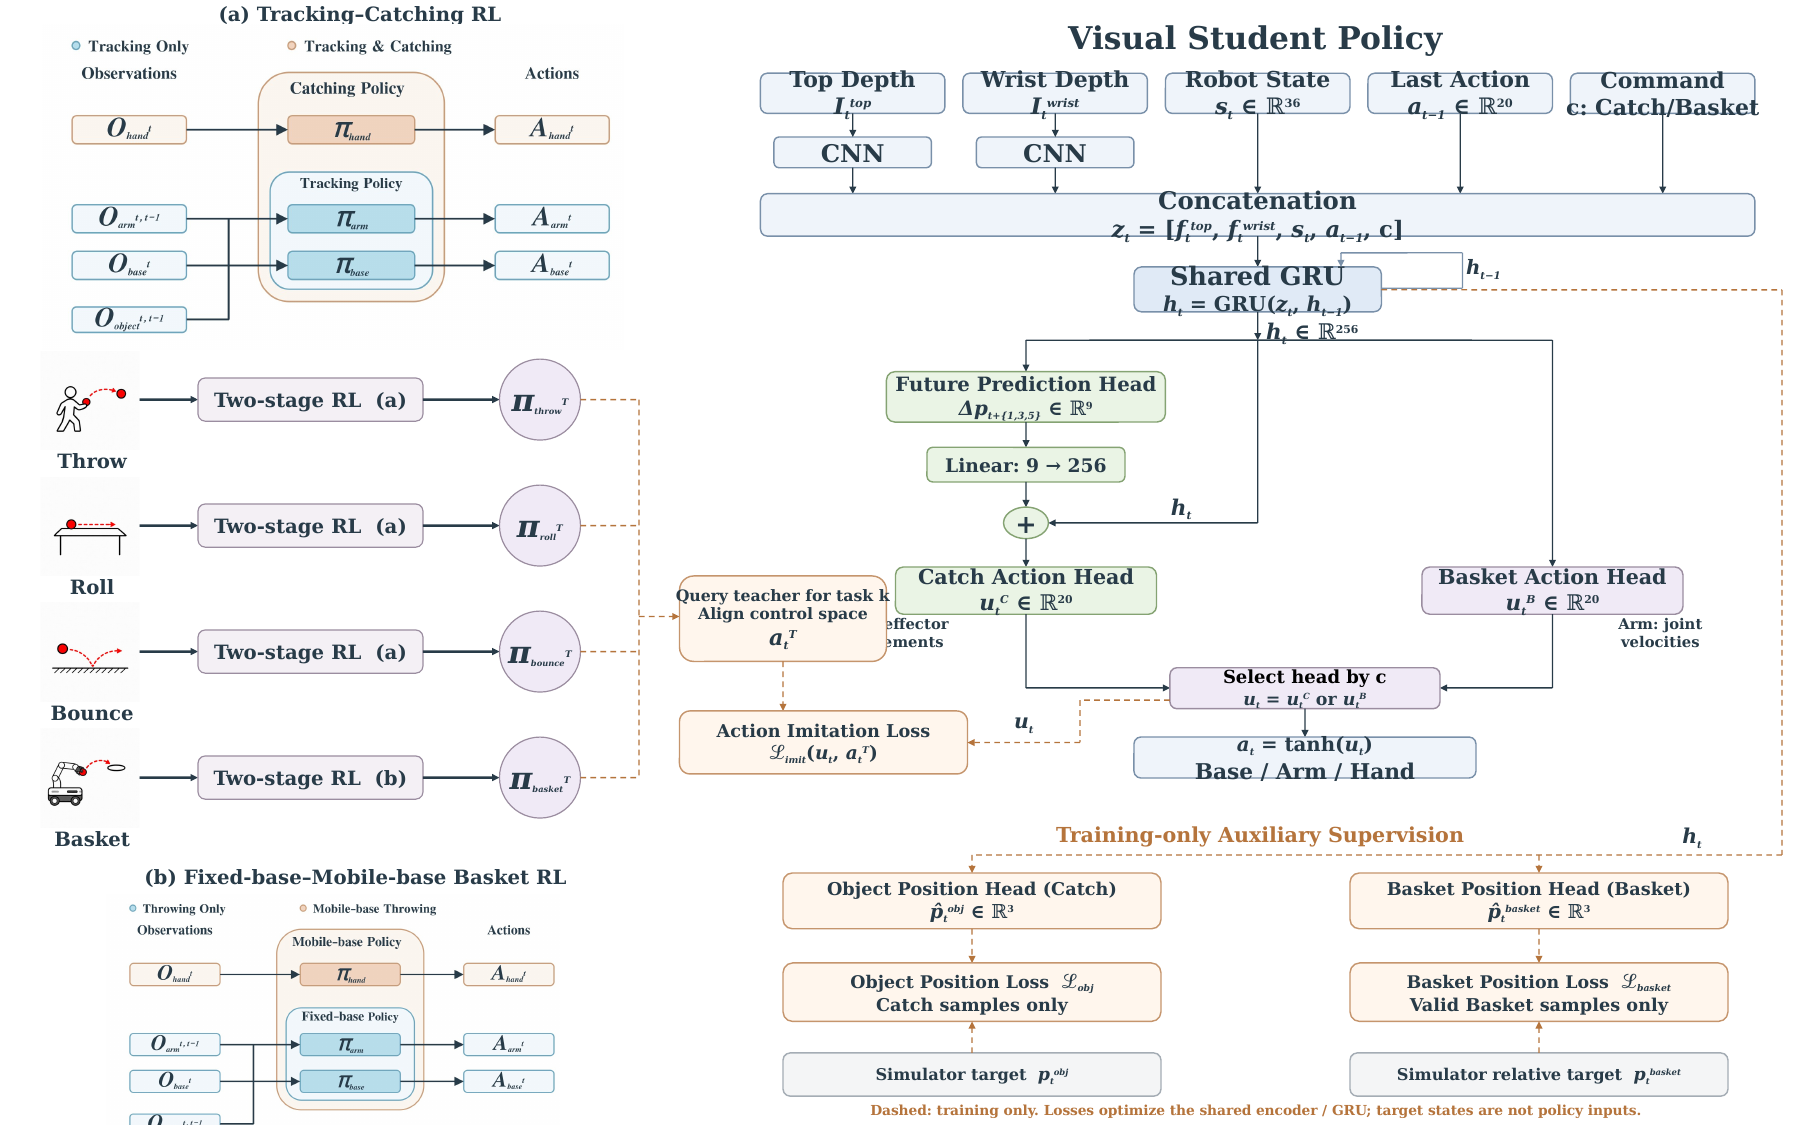 (a) Tracking–Catching RL
Tracking Only
Tracking & Catching
Observations
Actions
Catching Policy
O_hand^t
π_hand
A_hand^t
Tracking Policy
O_arm^t,t−1
π_arm
A_arm^t
O_base^t
π_base
A_base^t
O_object^t,t−1
Two-stage RL (a)
π_throw^T
Throw
Two-stage RL (a)
π_roll^T
Roll
Two-stage RL (a)
π_bounce^T
Bounce
Two-stage RL (b)
π_basket^T
Basket
(b) Fixed-base–Mobile-base Basket RL
Throwing Only
Mobile-base Throwing
Observations
Actions
Mobile-base Policy
O_hand^t
π_hand
A_hand^t
Fixed-base Policy
O_arm^t,t−1
π_arm
A_arm^t
O_base^t
π_base
A_base^t
Query teacher for task k
Align control space
a_t^T
Action Imitation Loss
ℒ_imit(u_t, a_t^T)
Visual Student Policy
Top Depth
I_t^top
Wrist Depth
I_t^wrist
Robot State
s_t ∈ ℝ^36
Last Action
a_t−1 ∈ ℝ^20
Command
c: Catch/Basket
CNN
CNN
Concatenation
z_t = [f_t^top, f_t^wrist, s_t, a_t−1, c]
Shared GRU
h_t = GRU(z_t, h_t−1)
h_t−1
h_t ∈ ℝ^256
Future Prediction Head
Δp_t+{1,3,5} ∈ ℝ^9
Linear: 9 → 256
+
h_t
Catch Action Head
u_t^C ∈ ℝ^20
effector
ements
Basket Action Head
u_t^B ∈ ℝ^20
Arm: joint
velocities
Select head by c
u_t = u_t^C or u_t^B
u_t
a_t = tanh(u_t)
Base / Arm / Hand
Training-only Auxiliary Supervision
h_t
Object Position Head (Catch)
p̂_t^obj ∈ ℝ^3
Basket Position Head (Basket)
p̂_t^basket ∈ ℝ^3
Object Position Loss ℒ_obj
Catch samples only
Basket Position Loss ℒ_basket
Valid Basket samples only
Simulator target p_t^obj
Simulator relative target p_t^basket
Dashed: training only. Losses optimize the shared encoder / GRU; target states are not policy inputs.